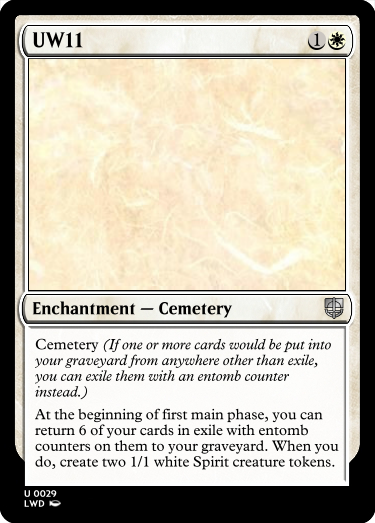 UW11 1
Enchantment — Cemetery
Cemetery (If one or more cards would be put into
your graveyard from anywhere other than exile,
you can exile them with an entomb counter
instead.)
At the beginning of first main phase, you can
return 6 of your cards in exile with entomb
counters on them to your graveyard. When you
do, create two 1/1 white Spirit creature tokens.
U 0029
LWD